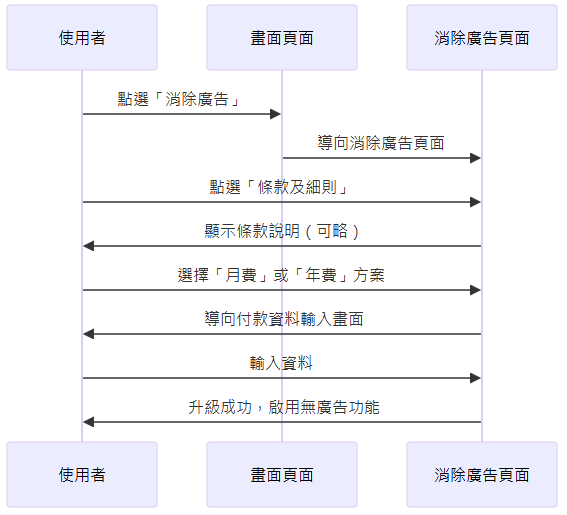 使用者
畫面頁面
消除廣告頁面
點選「消除廣告」
導向消除廣告頁面
點選「條款及細則」
顯示條款說明（可略）
選擇「月費」或「年費」方案
導向付款資料輸入畫面
輸入資料
升級成功，啟用無廣告功能
使用者
畫面頁面
消除廣告頁面